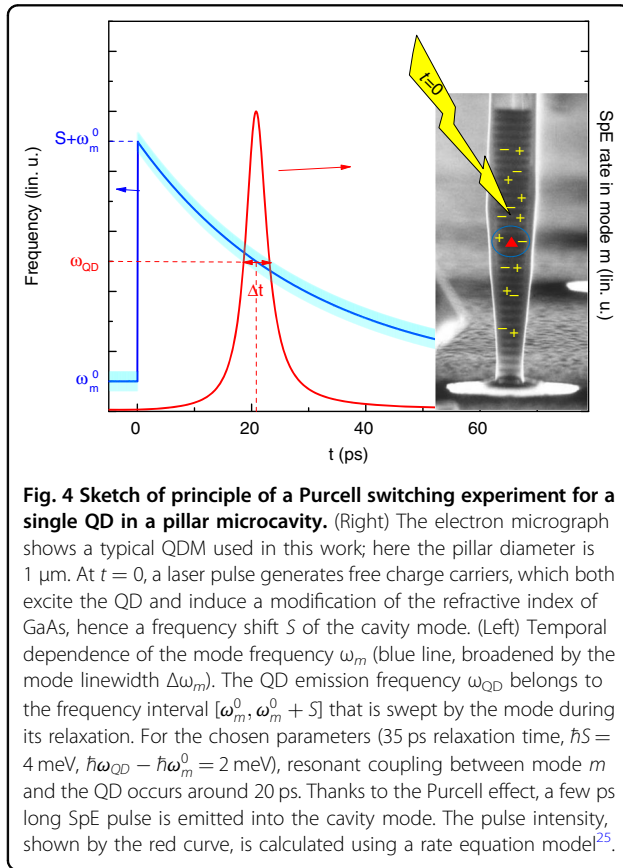 Frequency (lin. u.)
S+ω_m^0
ω_QD
ω_m^0
Δt
0
20
40
60
t (ps)
t=0
SpE rate in mode m (lin. u.)
Fig. 4 Sketch of principle of a Purcell switching experiment for a
single QD in a pillar microcavity. (Right) The electron micrograph
shows a typical QDM used in this work; here the pillar diameter is
1 μm. At t = 0, a laser pulse generates free charge carriers, which both
excite the QD and induce a modification of the refractive index of
GaAs, hence a frequency shift S of the cavity mode. (Left) Temporal
dependence of the mode frequency ω_m (blue line, broadened by the
mode linewidth Δω_m). The QD emission frequency ω_QD belongs to
the frequency interval [ω_m^0, ω_m^0 + S] that is swept by the mode during
its relaxation. For the chosen parameters (35 ps relaxation time, ħS =
4 meV, ħω_QD − ħω_m^0 = 2 meV), resonant coupling between mode m
and the QD occurs around 20 ps. Thanks to the Purcell effect, a few ps
long SpE pulse is emitted into the cavity mode. The pulse intensity,
shown by the red curve, is calculated using a rate equation model^25.